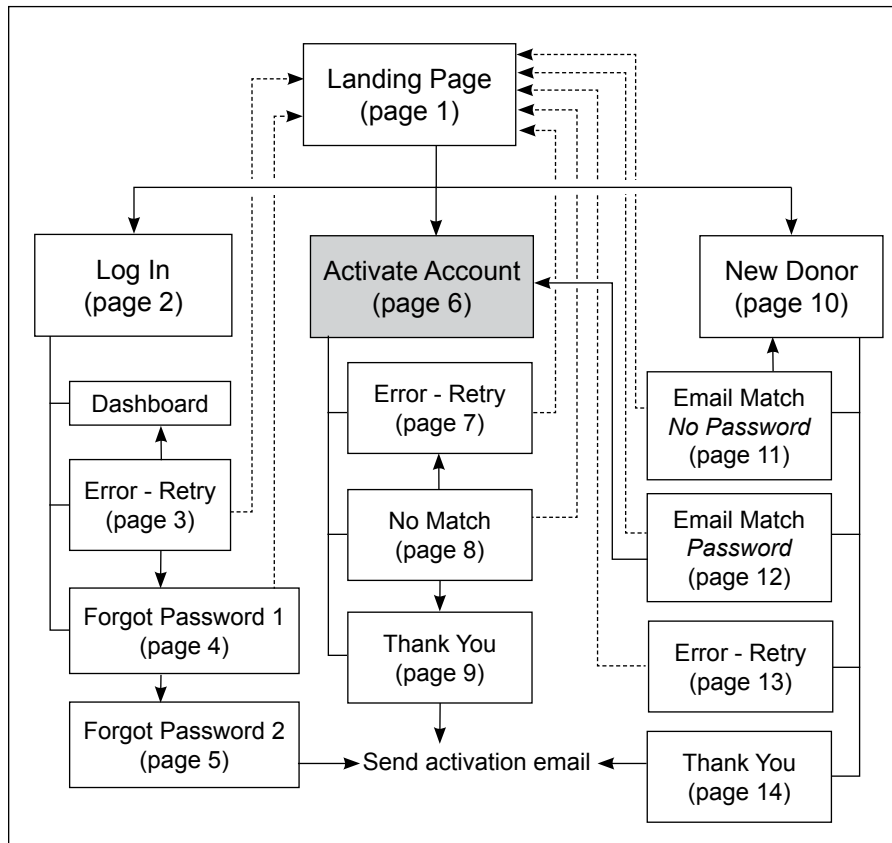 Landing Page
(page 1)
Log In
(page 2)
Activate Account
(page 6)
New Donor
(page 10)
Dashboard
Error - Retry
(page 3)
Forgot Password 1
(page 4)
Forgot Password 2
(page 5)
Error - Retry
(page 7)
No Match
(page 8)
Thank You
(page 9)
Send activation email
Email Match
No Password
(page 11)
Email Match
Password
(page 12)
Error - Retry
(page 13)
Thank You
(page 14)